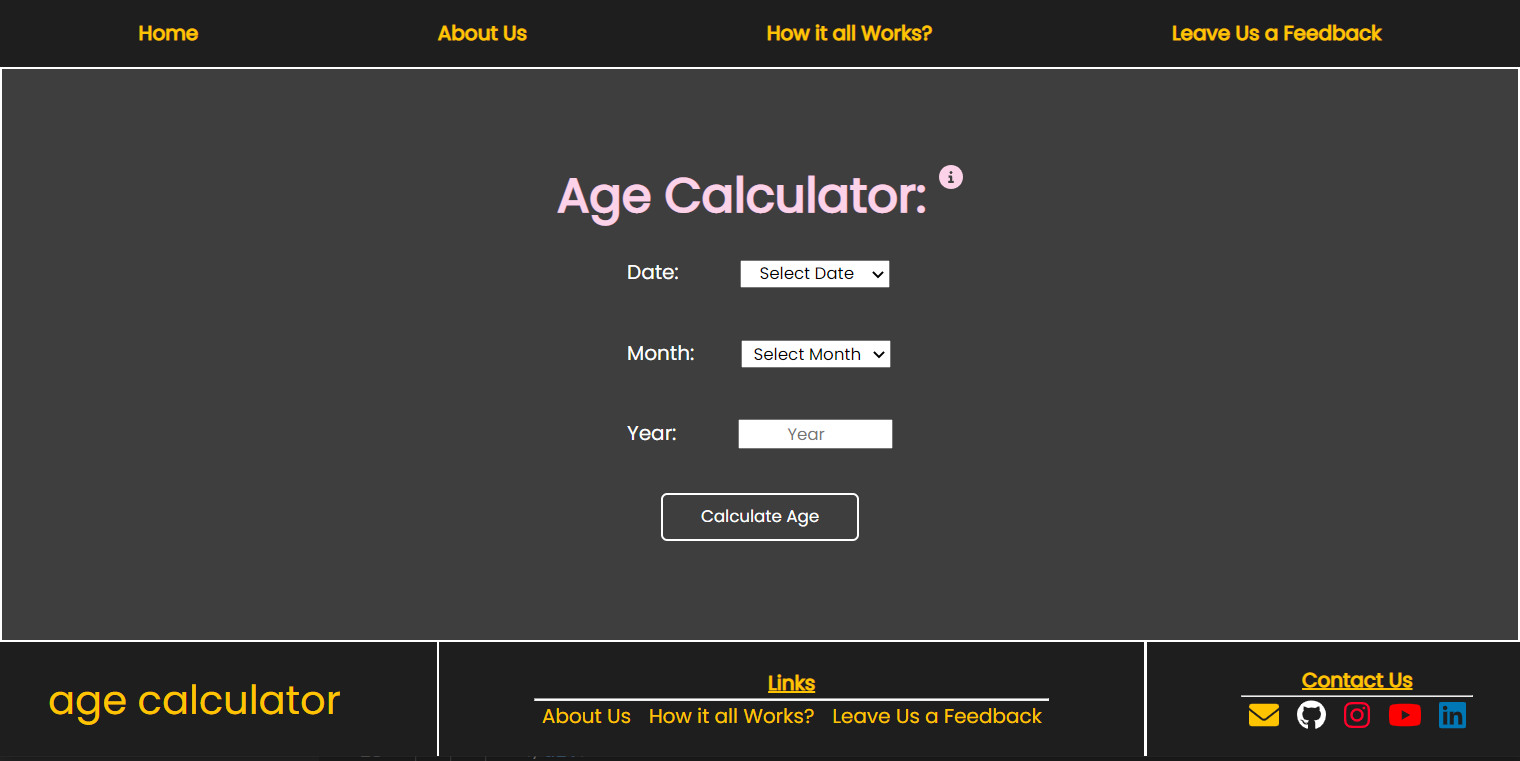 Home About Us How it all Works? Leave Us a Feedback
Age Calculator:
Date: Select Date
Month: Select Month
Year: Year
Calculate Age
age calculator
Links
About Us How it all Works? Leave Us a Feedback
Contact Us